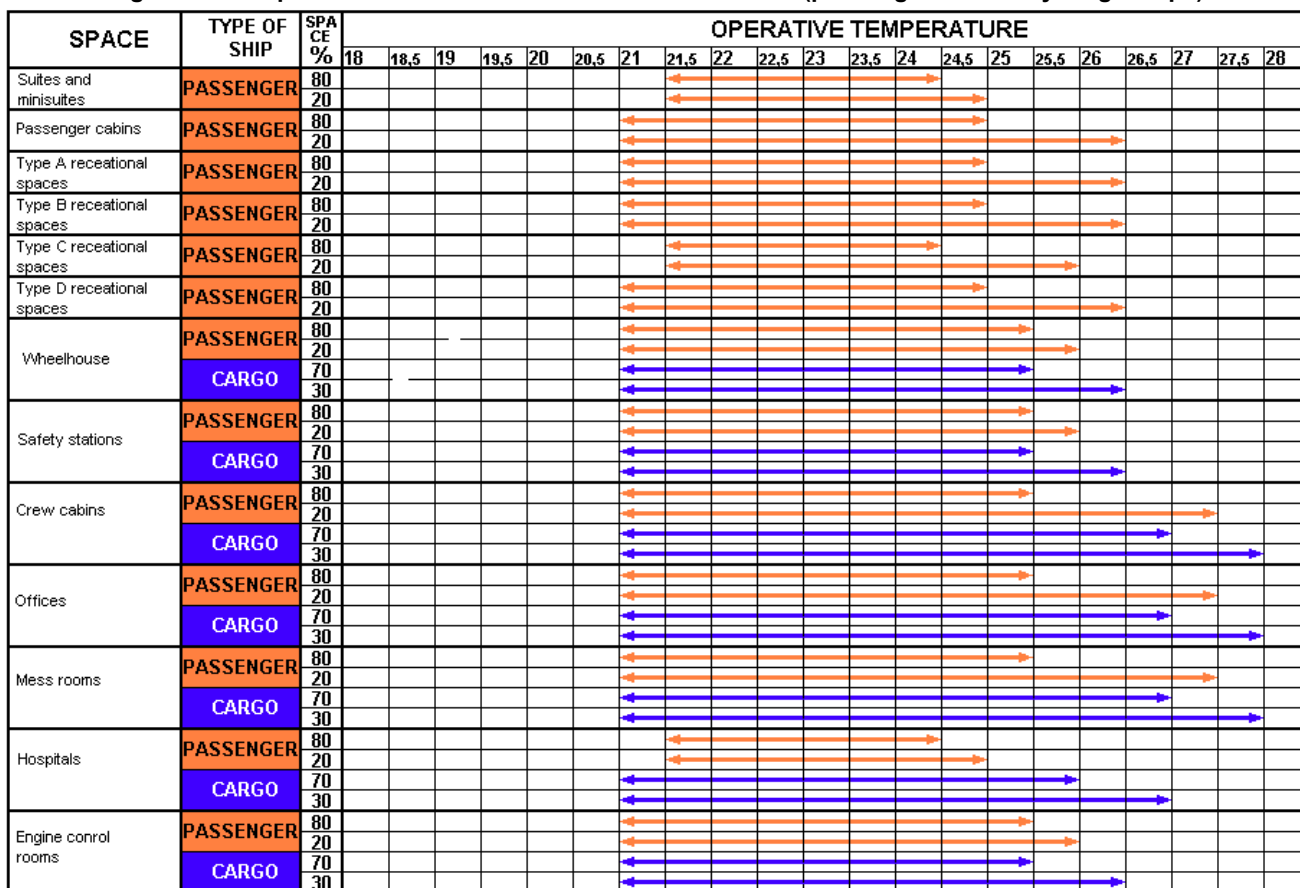 SPACE
TYPE OF
SHIP
SPA
CE
%
OPERATIVE TEMPERATURE
18 18,5 19 19,5 20 20,5 21 21,5 22 22,5 23 23,5 24 24,5 25 25,5 26 26,5 27 27,5 28
Suites and
minisuites
PASSENGER
80
20
Passenger cabins
PASSENGER
80
20
Type A receational
spaces
PASSENGER
80
20
Type B receational
spaces
PASSENGER
80
20
Type C receational
spaces
PASSENGER
80
20
Type D receational
spaces
PASSENGER
80
20
Wheelhouse
PASSENGER
80
20
CARGO
70
30
Safety stations
PASSENGER
80
20
CARGO
70
30
Crew cabins
PASSENGER
80
20
CARGO
70
30
Offices
PASSENGER
80
20
CARGO
70
30
Mess rooms
PASSENGER
80
20
CARGO
70
30
Hospitals
PASSENGER
80
20
CARGO
70
30
Engine conrol
rooms
PASSENGER
80
20
CARGO
70
30